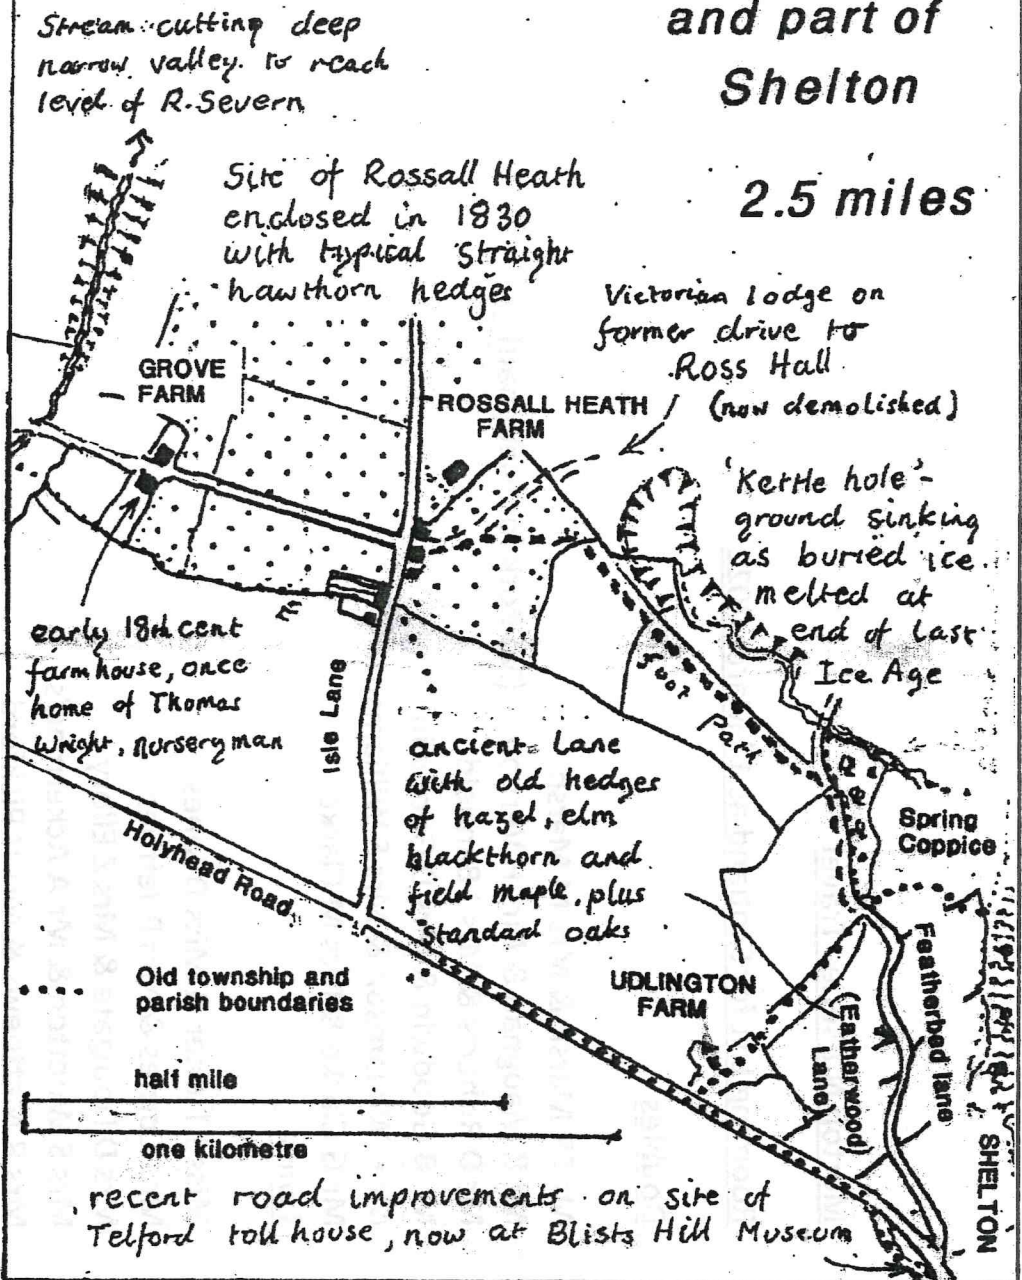 and part of
Shelton
2.5 miles
Stream cutting deep
narrow valley to reach
level of R. Severn
Site of Rossall Heath
enclosed in 1830
with typical straight
hawthorn hedges
Victorian lodge on
former drive to
Ross Hall
(now demolished)
GROVE
FARM
ROSSALL HEATH
FARM
'Kettle hole' -
ground sinking
as buried ice
melted at
end of last
Ice Age
early 18th cent
farmhouse, once
home of Thomas
Wright, nurseryman
Isle Lane
foot path
ancient lane
with old hedges
of hazel, elm
blackthorn and
field maple, plus
standard oaks
Spring
Coppice
Holyhead Road
Old township and
parish boundaries
UDLINGTON
FARM
Featherbed lane
(Eatherwood
Lane)
half mile
one kilometre
SHELTON
recent road improvements on site of
Telford toll house, now at Blists Hill Museum